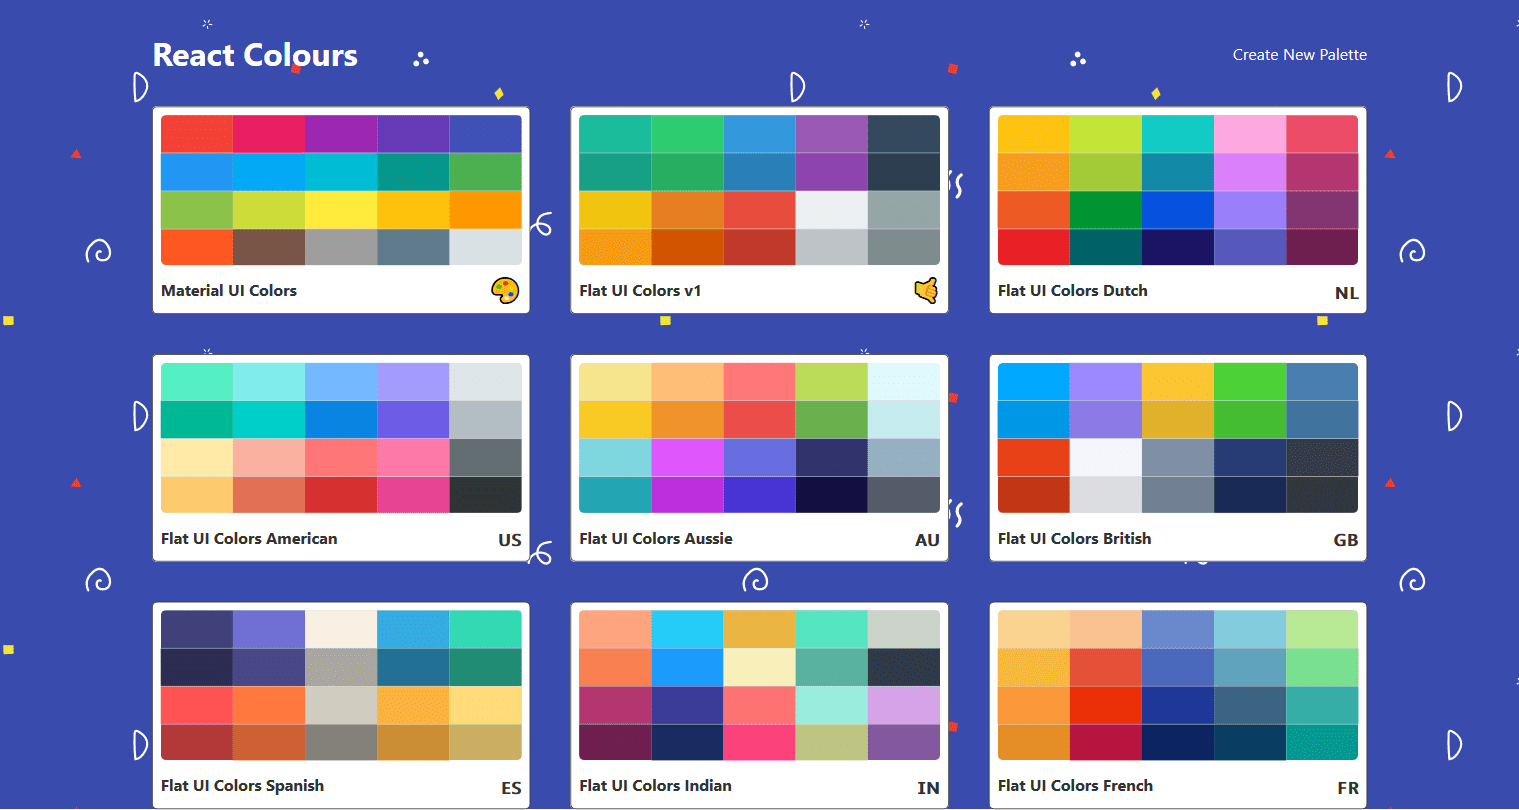 React Colours
Create New Palette
Material UI Colors
Flat UI Colors v1
Flat UI Colors Dutch
NL
Flat UI Colors American
US
Flat UI Colors Aussie
AU
Flat UI Colors British
GB
Flat UI Colors Spanish
ES
Flat UI Colors Indian
IN
Flat UI Colors French
FR